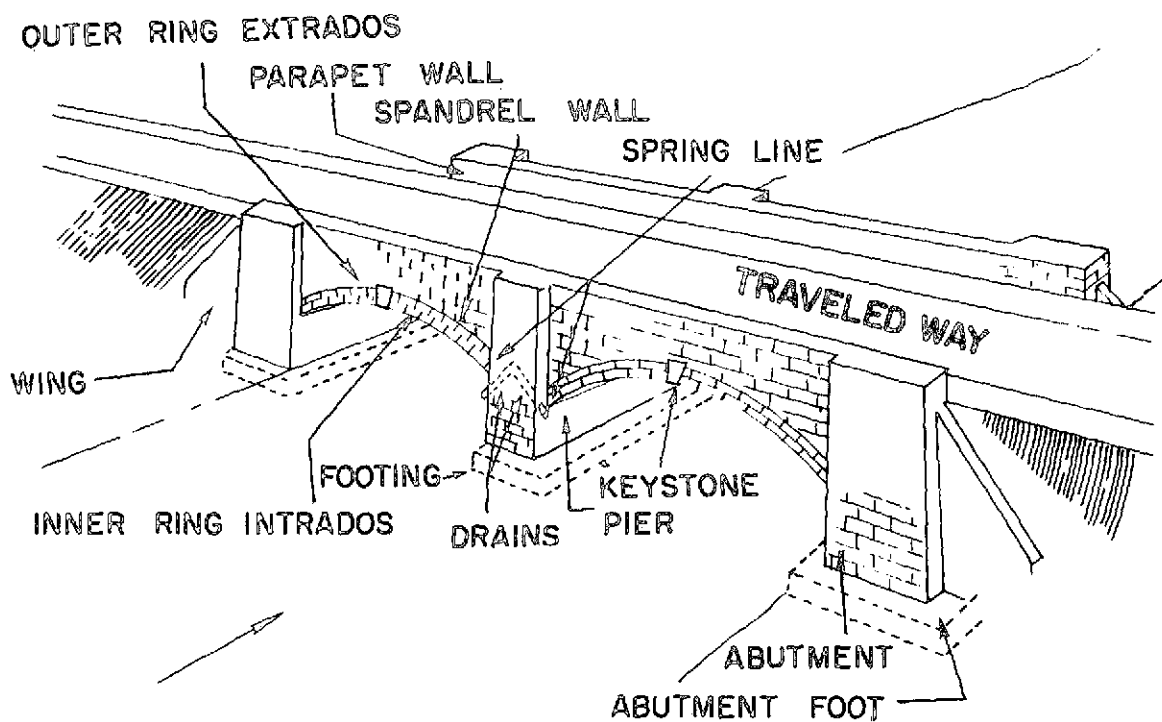 OUTER RING EXTRADOS
PARAPET WALL
SPANDREL WALL
SPRING LINE
TRAVELED WAY
WING
FOOTING
KEYSTONE
INNER RING INTRADOS
DRAINS
PIER
ABUTMENT
ABUTMENT FOOT